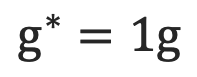 g* = 1g